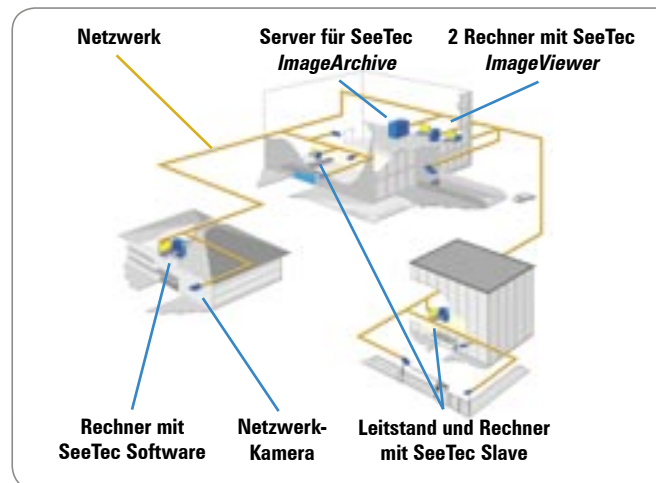 Netzwerk
Server für SeeTec
ImageArchive
2 Rechner mit SeeTec
ImageViewer
Rechner mit
SeeTec Software
Netzwerk-
Kamera
Leitstand und Rechner
mit SeeTec Slave